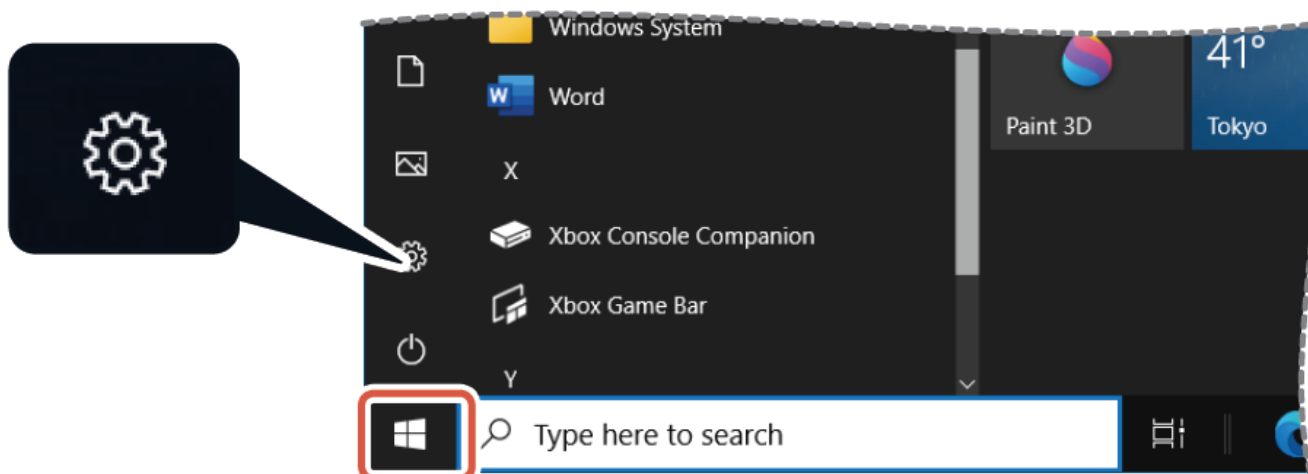 Windows System
Word
X
Xbox Console Companion
Xbox Game Bar
Y
Paint 3D
41°
Tokyo
Type here to search